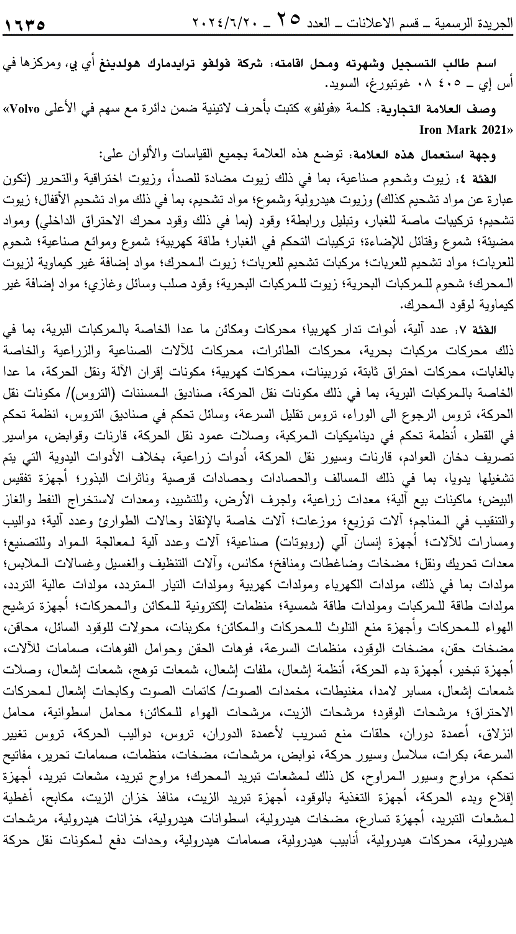 الجريدة الرسمية ــ قسم الاعلانات ــ العدد ٢٥ ــ ٢٠٢٤/٦/٢٠ ١٦٣٥
اسم طالب التسجيل وشهرته ومحل اقامته: شركة فولفو ترايدمارك هولدينغ أي بي، ومركزها في
أس إي ــ ٤٠٥ ٠٨ غوتبورغ، السويد.
وصف العلامة التجارية: كلمة «فولفو» كتبت بأحرف لاتينية ضمن دائرة مع سهم في الأعلى «Volvo
Iron Mark 2021»
وجهة استعمال هذه العلامة: توضع هذه العلامة بجميع القياسات والألوان على:
الفئة ٤: زيوت وشحوم صناعية، بما في ذلك زيوت مضادة للصدأ، وزيوت اختراقية والتحرير (تكون
عبارة عن مواد تشحيم كذلك) وزيوت هيدرولية وشموع؛ مواد تشحيم، بما في ذلك مواد تشحيم الأقفال؛ زيوت
تشحيم؛ تركيبات ماصة للغبار، وتبليل ورابطة؛ وقود (بما في ذلك وقود محرك الاحتراق الداخلي) ومواد
مضيئة؛ شموع وفتائل للإضاءة؛ تركيبات التحكم في الغبار؛ طاقة كهربية؛ شموع وموانع صناعية؛ شحوم
للعربات؛ مواد تشحيم للعربات؛ مركبات تشحيم للعربات؛ زيوت المحرك؛ مواد إضافة غير كيماوية لزيوت
المحرك؛ شحوم للمركبات البحرية؛ زيوت للمركبات البحرية؛ وقود صلب وسائل وغازي؛ مواد إضافة غير
كيماوية لوقود المحرك.
الفئة ٧: عدد آلية، أدوات تدار كهربيا؛ محركات ومكائن ما عدا الخاصة بالمركبات البرية، بما في
ذلك محركات مركبات بحرية، محركات الطائرات، محركات للآلات الصناعية والزراعية والخاصة
بالغابات، محركات احتراق ثابتة، توربينات، محركات كهربية؛ مكونات إقران الآلة ونقل الحركة، ما عدا
الخاصة بالمركبات البرية، بما في ذلك مكونات نقل الحركة، صناديق المسننات (التروس)/ مكونات نقل
الحركة، تروس الرجوع الى الوراء، تروس تقليل السرعة، وسائل تحكم في صناديق التروس، انظمة تحكم
في القطر، أنظمة تحكم في ديناميكيات المركبة، وصلات عمود نقل الحركة، قارنات وقوابض، مواسير
تصريف دخان العوادم، قارنات وسيور نقل الحركة، أدوات زراعية، بخلاف الأدوات اليدوية التي يتم
تشغيلها يدويا، بما في ذلك المسالف والحصادات وحصادات قرصية وناثرات البذور؛ أجهزة تفقيس
البيض؛ ماكينات بيع آلية؛ معدات زراعية، ولجرف الأرض، وللتشييد، ومعدات لاستخراج النفط والغاز
والتنقيب في المناجم؛ آلات توزيع؛ موزعات؛ آلات خاصة بالإنقاذ وحالات الطوارئ وعدد آلية؛ دواليب
ومسارات للآلات؛ أجهزة إنسان آلي (روبوتات) صناعية؛ آلات وعدد آلية لمعالجة المواد وللتصنيع؛
معدات تحريك ونقل؛ مضخات وضاغطات ومنافخ؛ مكانس، وآلات التنظيف والغسيل وغسالات الملابس؛
مولدات بما في ذلك، مولدات الكهرباء ومولدات كهربية ومولدات التيار المتردد، مولدات عالية التردد،
مولدات طاقة للمركبات ومولدات طاقة شمسية؛ منظمات إلكترونية للمكائن والمحركات؛ أجهزة ترشيح
الهواء للمحركات وأجهزة منع التلوث للمحركات والمكائن؛ مكربنات، محولات للوقود السائل، محاقن،
مضخات حقن، مضخات الوقود، منظمات السرعة، فوهات الحقن وحوامل الفوهات، صمامات للآلات،
أجهزة تبخير، أجهزة بدء الحركة، أنظمة إشعال، ملفات إشعال، شمعات توهج، شمعات إشعال، وصلات
شمعات إشعال، مسابر لامدا، مغنيطات، مخمدات الصوت/ كاتمات الصوت وكابحات إشعال لمحركات
الاحتراق؛ مرشحات الوقود؛ مرشحات الزيت، مرشحات الهواء للمكائن؛ محامل اسطوانية، محامل
انزلاق، أعمدة دوران، حلقات منع تسريب لأعمدة الدوران، تروس، دواليب الحركة، تروس تغيير
السرعة، بكرات، سلاسل وسيور حركة، نوابض، مرشحات، مضخات، منظمات، صمامات تحرير، مفاتيح
تحكم، مراوح وسيور المراوح، كل ذلك لمشعات تبريد المحرك؛ مراوح تبريد، مشعات تبريد، أجهزة
إقلاع وبدء الحركة، أجهزة التغذية بالوقود، أجهزة تبريد الزيت، منافذ خزان الزيت، مكابح، أغطية
لمشعات التبريد، أجهزة تسارع، مضخات هيدرولية، اسطوانات هيدرولية، خزانات هيدرولية، مرشحات
هيدرولية، محركات هيدرولية، أنابيب هيدرولية، صمامات هيدرولية، وحدات دفع لمكونات نقل حركة